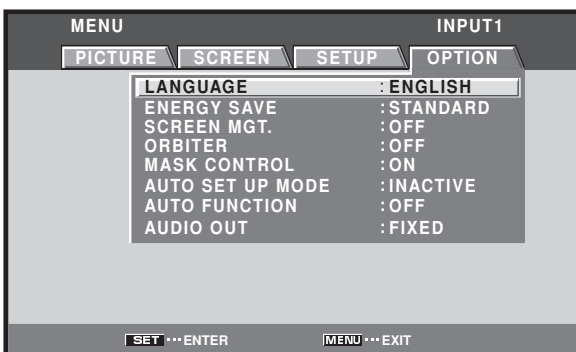 MENU INPUT1
PICTURE SCREEN SETUP OPTION
LANGUAGE : ENGLISH
ENERGY SAVE : STANDARD
SCREEN MGT. : OFF
ORBITER : OFF
MASK CONTROL : ON
AUTO SET UP MODE : INACTIVE
AUTO FUNCTION : OFF
AUDIO OUT : FIXED
SET ··· ENTER MENU ··· EXIT